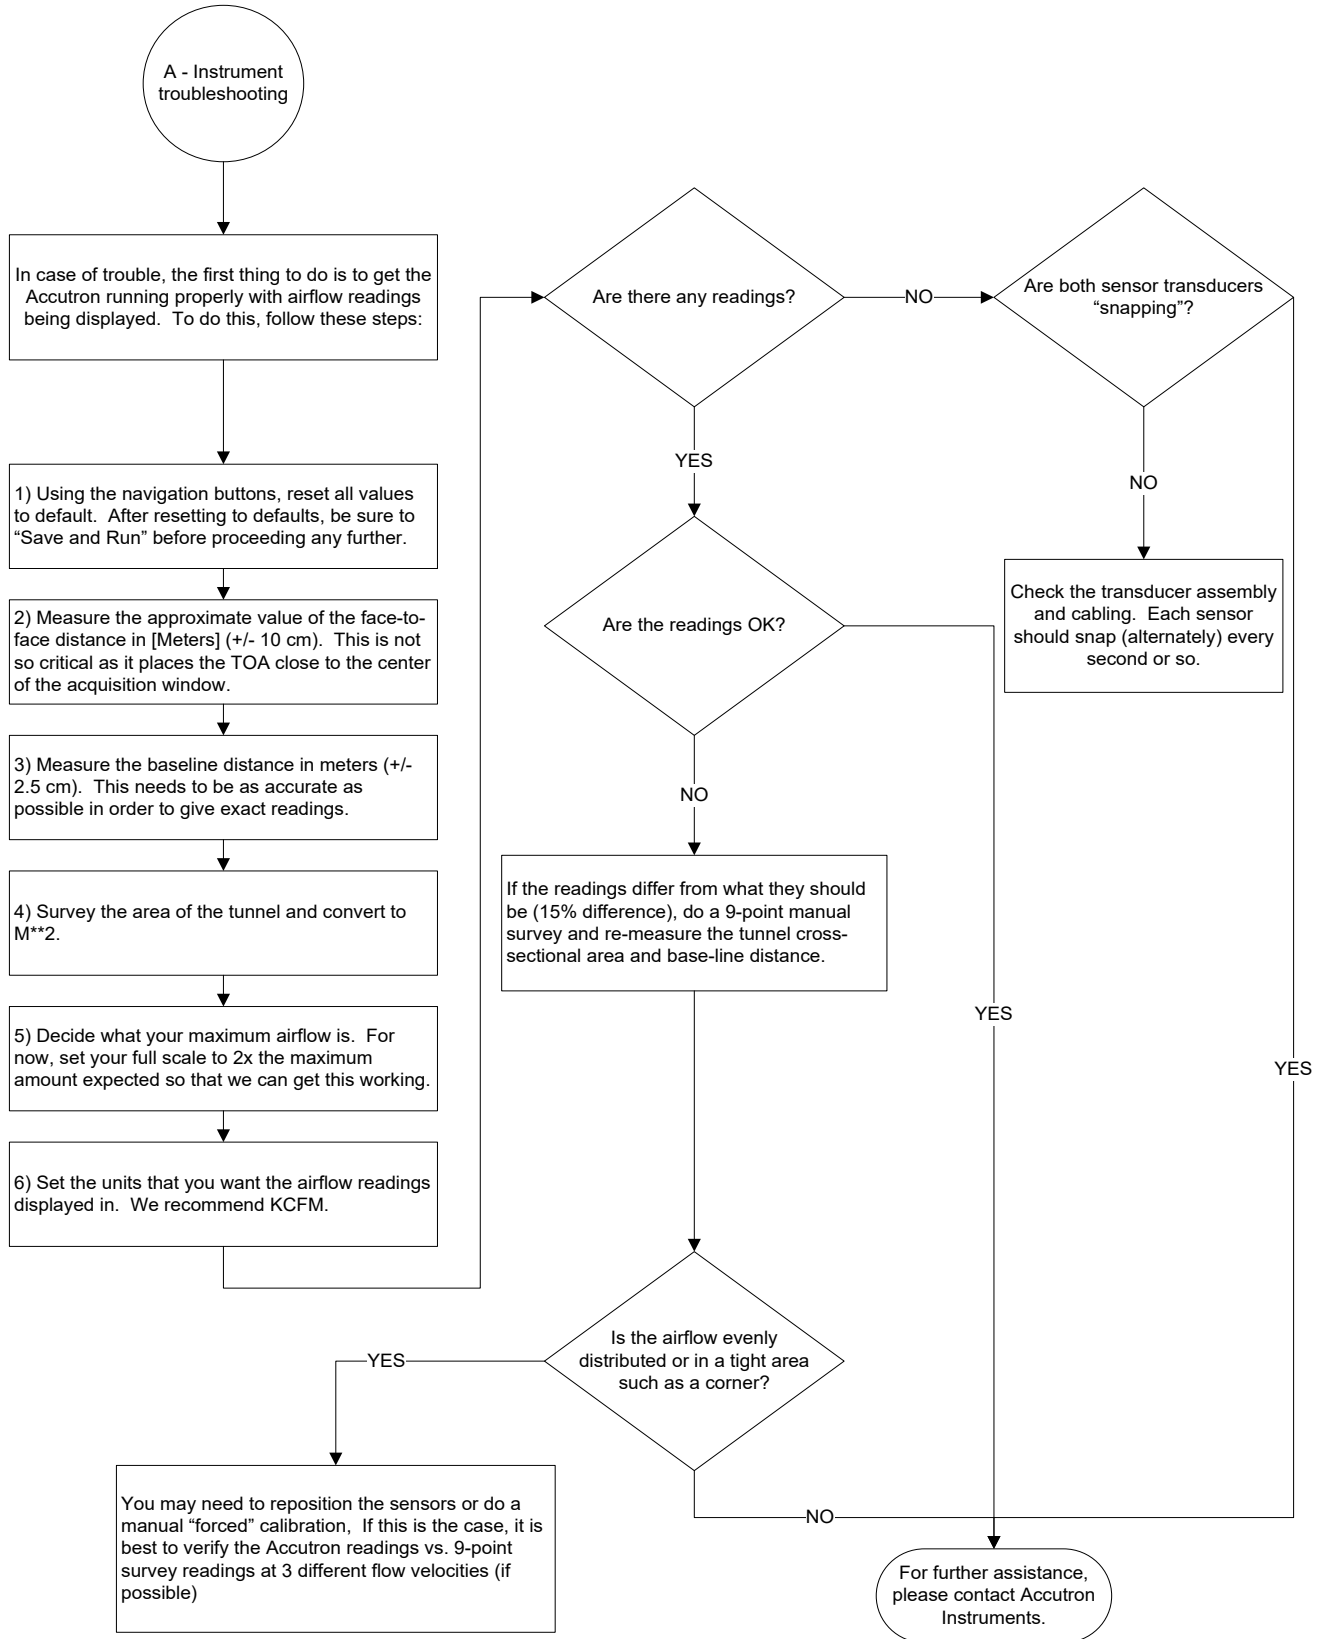 A - Instrument
troubleshooting
In case of trouble, the first thing to do is to get the
Accutron running properly with airflow readings
being displayed.  To do this, follow these steps:
1) Using the navigation buttons, reset all values
to default.  After resetting to defaults, be sure to
“Save and Run” before proceeding any further.
2) Measure the approximate value of the face-to-
face distance in [Meters] (+/- 10 cm).  This is not
so critical as it places the TOA close to the center
of the acquisition window.
3) Measure the baseline distance in meters (+/-
2.5 cm).  This needs to be as accurate as
possible in order to give exact readings.
4) Survey the area of the tunnel and convert to
M**2.
5) Decide what your maximum airflow is.  For
now, set your full scale to 2x the maximum
amount expected so that we can get this working.
6) Set the units that you want the airflow readings
displayed in.  We recommend KCFM.
Are there any readings?
NO
Are both sensor transducers
“snapping”?
YES
NO
Check the transducer assembly
and cabling.  Each sensor
should snap (alternately) every
second or so.
Are the readings OK?
NO
YES
YES
If the readings differ from what they should
be (15% difference), do a 9-point manual
survey and re-measure the tunnel cross-
sectional area and base-line distance.
Is the airflow evenly
distributed or in a tight area
such as a corner?
YES
NO
You may need to reposition the sensors or do a
manual “forced” calibration,  If this is the case, it is
best to verify the Accutron readings vs. 9-point
survey readings at 3 different flow velocities (if
possible)
For further assistance,
please contact Accutron
Instruments.